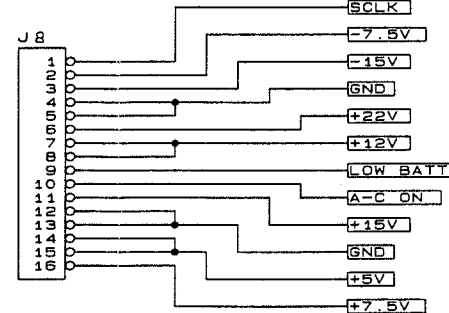 SCLK
-7.5V
J8
-15V
1
2
3
4
5
6
7
8
9
10
11
12
13
14
15
16
GND
+22V
+12V
LOW BATT
A-C ON
+15V
GND
+5V
+7.5V